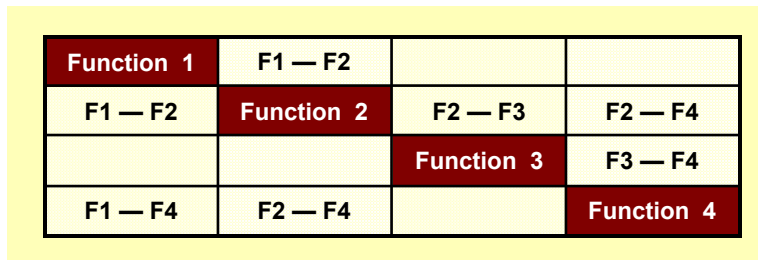 Function 1 F1 — F2
F1 — F2 Function 2 F2 — F3 F2 — F4
Function 3 F3 — F4
F1 — F4 F2 — F4 Function 4